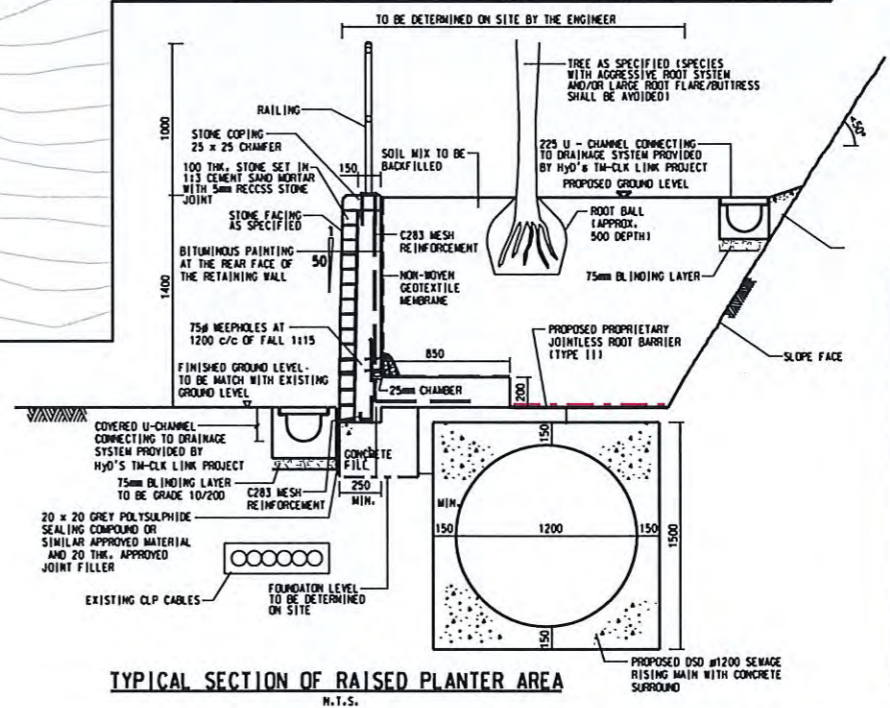 TO BE DETERMINED ON SITE BY THE ENGINEER
TREE AS SPECIFIED (SPECIES
WITH AGGRESSIVE ROOT SYSTEM
AND/OR LARGE ROOT FLARE/BUTTRESS
SHALL BE AVOIDED)
RAILING
1000
STONE COPING
25 x 25 CHAMFER
150
SOIL MIX TO BE
BACKFILLED
225 U - CHANNEL CONNECTING
TO DRAINAGE SYSTEM PROVIDED
BY HyD's TM-CLK LINK PROJECT
450°
PROPOSED GROUND LEVEL
100 THK. STONE SET IN
1:3 CEMENT SAND MORTAR
WITH 5mm RECESS STONE
JOINT
STONE FACING
AS SPECIFIED
1
50
C283 MESH
REINFORCEMENT
ROOT BALL
(APPROX.
500 DEPTH)
BITUMINOUS PAINTING
AT THE REAR FACE OF
THE RETAINING WALL
NON-WOVEN
GEOTEXTILE
MEMBRANE
75mm BLINDING LAYER
1400
75ø WEEPHOLES AT
1200 c/c OF FALL 1:15
850
PROPOSED PROPRIETARY
JOINTLESS ROOT BARRIER
(TYPE II)
SLOPE FACE
FINISHED GROUND LEVEL-
TO BE MATCH WITH EXISTING
GROUND LEVEL
25mm CHAMBER
200
COVERED U-CHANNEL
CONNECTING TO DRAINAGE
SYSTEM PROVIDED BY
HyD'S TM-CLK LINK PROJECT
CONCRETE
FILL
150
75mm BLINDING LAYER
TO BE GRADE 10/200
C283 MESH
REINFORCEMENT
250
MIN.
MIN.
150
1200
150
1500
20 x 20 GREY POLYSULPHIDE
SEALING COMPOUND OR
SIMILAR APPROVED MATERIAL
AND 20 THK. APPROVED
JOINT FILLER
EXISTING CLP CABLES
FOUNDATON LEVEL
TO BE DETERMINED
ON SITE
150
PROPOSED DSD ø1200 SEWAGE
RISING MAIN WITH CONCRETE
SURROUND
TYPICAL SECTION OF RAISED PLANTER AREA
N.T.S.